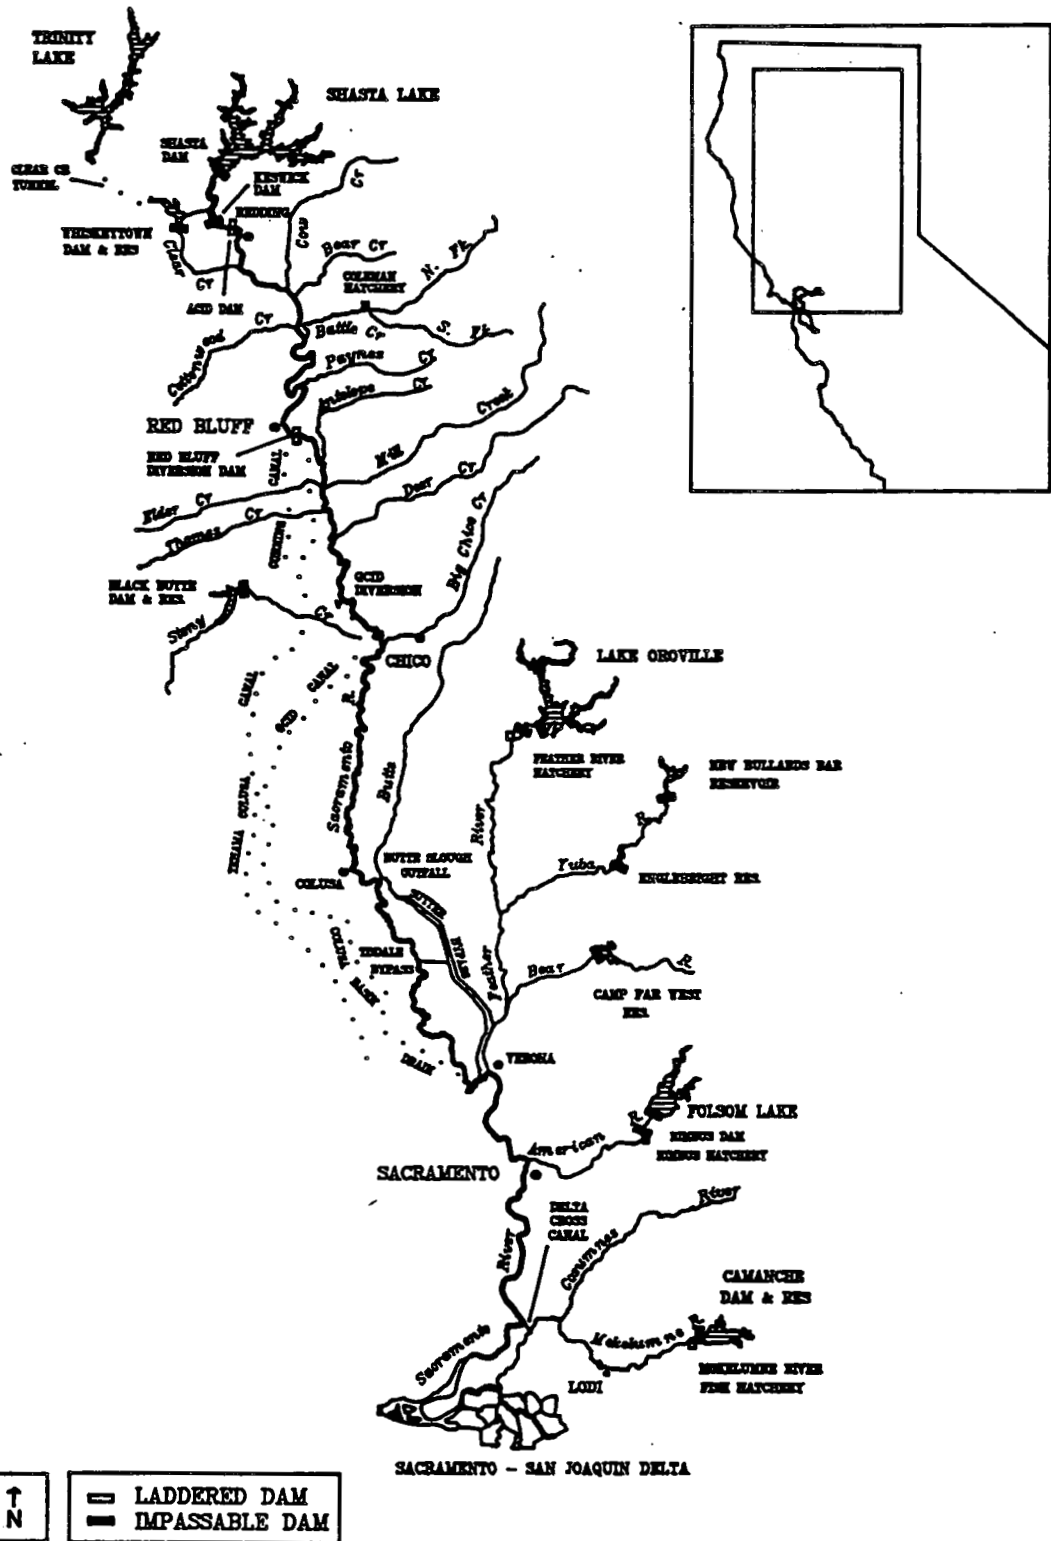 TRINITY
LAKE
SHASTA LAKE
SHASTA
DAM
CLEAR CR
TUNNEL
KESWICK
DAM
REDDING
WHISKEYTOWN
DAM & RES
Clear
Cr
ACID DAM
Cow
Cr
Bear Cr
COLEMAN
HATCHERY
N. Fk
S. Fk
Battle Cr
Cottonwood
Cr
Paynes
Cr
Antelope
Cr
RED BLUFF
RED BLUFF
DIVERSION DAM
Mill
Creek
Deer
Cr
CORNING
CANAL
Elder Cr
Thomes
Cr
Big Chico Cr
GCID
DIVERSION
BLACK BUTTE
DAM & RES.
Stony
Cr
CHICO
GCID
CANAL
TEHAMA COLUSA
CANAL
Sacramento
R.
Butte
LAKE OROVILLE
FEATHER RIVER
HATCHERY
NEW BULLARDS BAR
RESERVOIR
River
Feather
Yuba
R
ENGLEBRIGHT RES.
BUTTE SLOUGH
OUTFALL
COLUSA
SUTTER
BYPASS
TISDALE
BYPASS
COLUSA
BASIN
DRAIN
Bear
R
CAMP FAR WEST
RES.
VERONA
FOLSOM LAKE
NIMBUS DAM
NIMBUS HATCHERY
American
R
SACRAMENTO
DELTA
CROSS
CANAL
River
Sacramento
Cosumnes
River
CAMANCHE
DAM & RES
Mokelumne
R
LODI
MOKELUMNE RIVER
FISH HATCHERY
SACRAMENTO - SAN JOAQUIN DELTA
N
LADDERED DAM
IMPASSABLE DAM